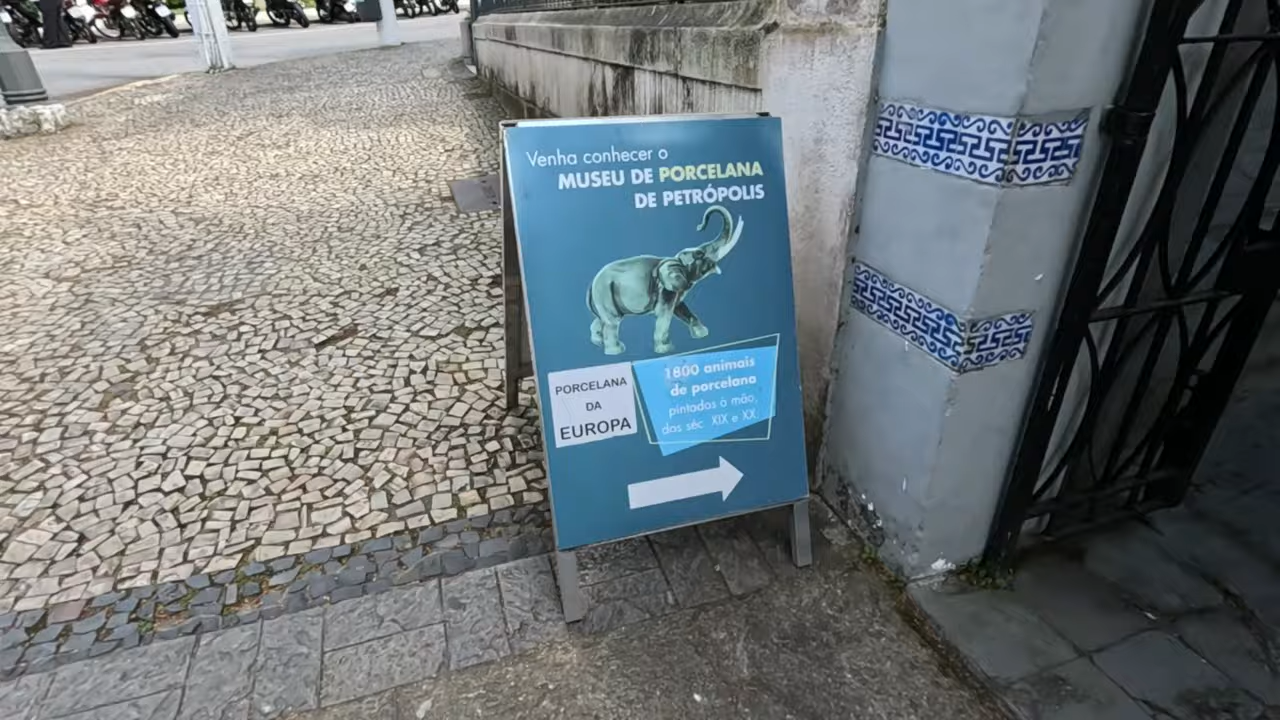 Venha conhecer o
MUSEU DE PORCELANA
DE PETRÓPOLIS
PORCELANA
DA
EUROPA
1800 animais
de porcelana
pintados à mão,
dos séc XIX e XX.